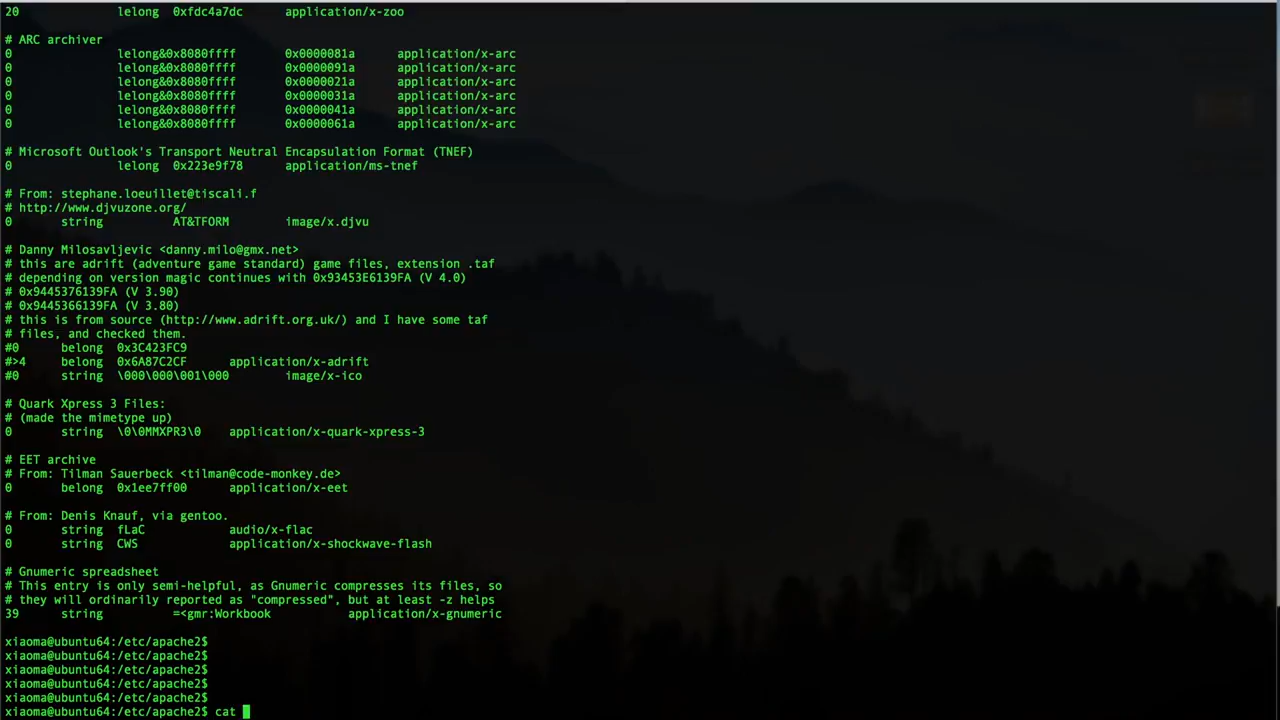 20              lelong  0xfdc4a7dc      application/x-zoo
# ARC archiver
0               lelong&0x8080ffff       0x0000081a      application/x-arc
0               lelong&0x8080ffff       0x0000091a      application/x-arc
0               lelong&0x8080ffff       0x0000021a      application/x-arc
0               lelong&0x8080ffff       0x0000031a      application/x-arc
0               lelong&0x8080ffff       0x0000041a      application/x-arc
0               lelong&0x8080ffff       0x0000061a      application/x-arc
# Microsoft Outlook's Transport Neutral Encapsulation Format (TNEF)
0               lelong  0x223e9f78      application/ms-tnef
# From: stephane.loeuillet@tiscali.f
# http://www.djvuzone.org/
0       string          AT&TFORM        image/x.djvu
# Danny Milosavljevic <danny.milo@gmx.net>
# this are adrift (adventure game standard) game files, extension .taf
# depending on version magic continues with 0x93453E6139FA (V 4.0)
# 0x9445376139FA (V 3.90)
# 0x9445366139FA (V 3.80)
# this is from source (http://www.adrift.org.uk/) and I have some taf
# files, and checked them.
#0      belong  0x3C423FC9
#>4     belong  0x6A87C2CF      application/x-adrift
#0      string  \000\000\001\000        image/x-ico
# Quark Xpress 3 Files:
# (made the mimetype up)
0       string  \0\0MMXPR3\0    application/x-quark-xpress-3
# EET archive
# From: Tilman Sauerbeck <tilman@code-monkey.de>
0       belong  0x1ee7ff00      application/x-eet
# From: Denis Knauf, via gentoo.
0       string  fLaC            audio/x-flac
0       string  CWS             application/x-shockwave-flash
# Gnumeric spreadsheet
# This entry is only semi-helpful, as Gnumeric compresses its files, so
# they will ordinarily reported as "compressed", but at least -z helps
39      string          =<gmr:Workbook           application/x-gnumeric
xiaoma@ubuntu64:/etc/apache2$
xiaoma@ubuntu64:/etc/apache2$
xiaoma@ubuntu64:/etc/apache2$
xiaoma@ubuntu64:/etc/apache2$
xiaoma@ubuntu64:/etc/apache2$
xiaoma@ubuntu64:/etc/apache2$ cat